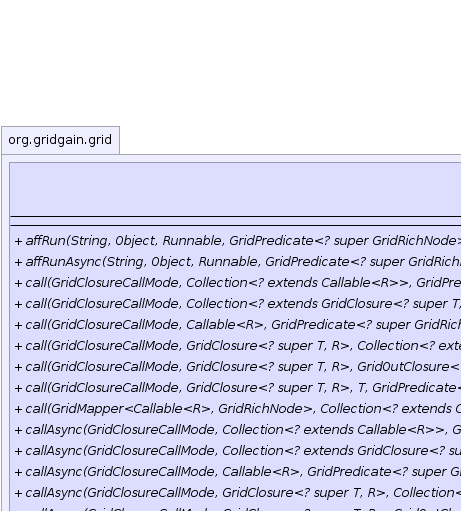 org.gridgain.grid
+ affRun(String, Object, Runnable, GridPredicate<? super GridRichNode>
+ affRunAsync(String, Object, Runnable, GridPredicate<? super GridRich
+ call(GridClosureCallMode, Collection<? extends Callable<R>>, GridPre
+ call(GridClosureCallMode, Collection<? extends GridClosure<? super T,
+ call(GridClosureCallMode, Callable<R>, GridPredicate<? super GridRich
+ call(GridClosureCallMode, GridClosure<? super T, R>, Collection<? exte
+ call(GridClosureCallMode, GridClosure<? super T, R>, GridOutClosure<
+ call(GridClosureCallMode, GridClosure<? super T, R>, T, GridPredicate<
+ call(GridMapper<Callable<R>, GridRichNode>, Collection<? extends C
+ callAsync(GridClosureCallMode, Collection<? extends Callable<R>>, G
+ callAsync(GridClosureCallMode, Collection<? extends GridClosure<? su
+ callAsync(GridClosureCallMode, Callable<R>, GridPredicate<? super G
+ callAsync(GridClosureCallMode, GridClosure<? super T, R>, Collection<